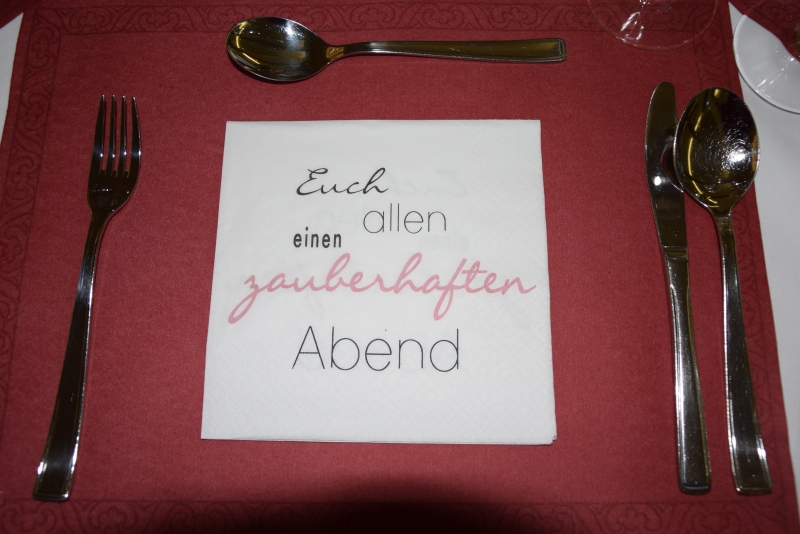 Euch
allen
einen
zauberhaften
Abend